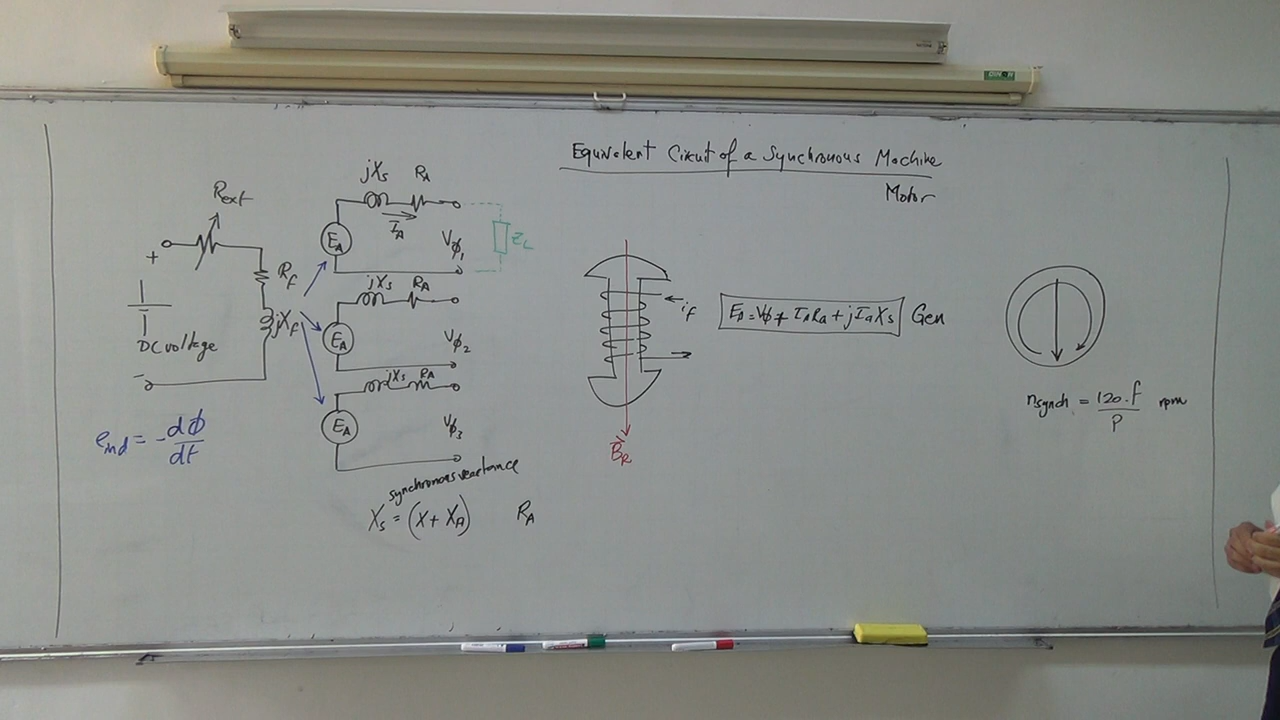 Equivalent Circuit of a Synchronous Machine
Motor
Rext
+
Rf
jXf
DC voltage
-
eind = - dϕ/dt
jXs RA
IA
EA
Vϕ1
ZL
jXs RA
EA
Vϕ2
jXs RA
EA
Vϕ3
synchronous reactance
Xs = (X + XA) RA
if
BR
EA = Vϕ + IARA + jIAXs Gen
nsynch = 120.f/P rpm